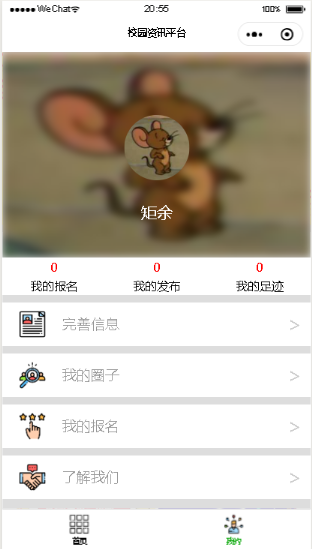 WeChat 20:55 100%
校园资讯平台
矩余
0 0 0
我的报名 我的发布 我的足迹
完善信息 >
我的圈子 >
我的报名 >
了解我们 >
首页 我的